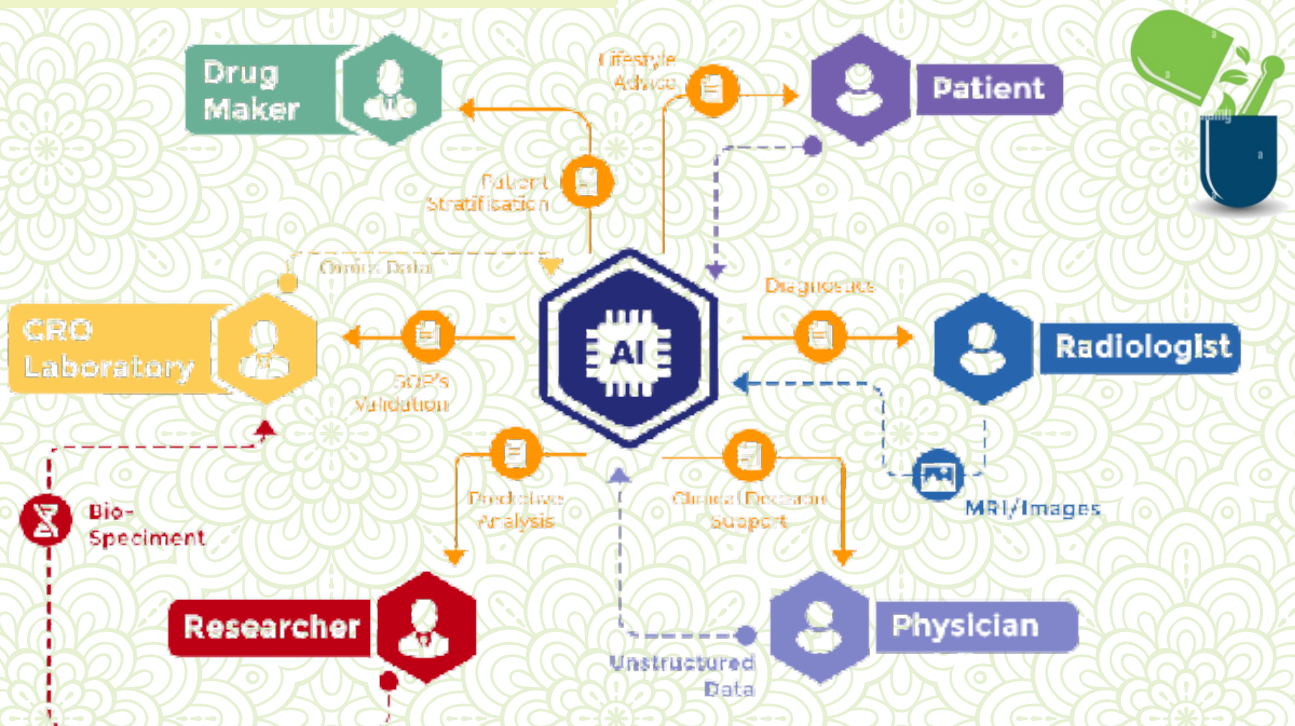 Drug
Maker
Lifestyle
Advice
Patient
Patient
Stratification
Omics Data
Diagnostics
CRO
Laboratory
AI
Radiologist
SOP's
Validation
Bio-
Speciment
Predictive
Analysis
Clinical Decision
Support
MRI/Images
Researcher
Physician
Unstructured
Data